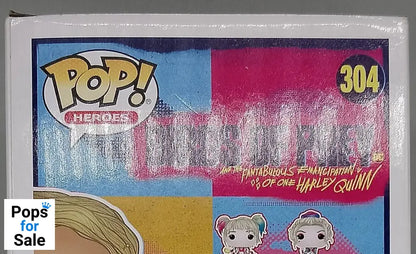 POP!
HEROES
304
BIRDS OF PREY
AND THE FANTABULOUS EMANCIPATION
OF ONE HARLEY QUINN
Pops
for
Sale